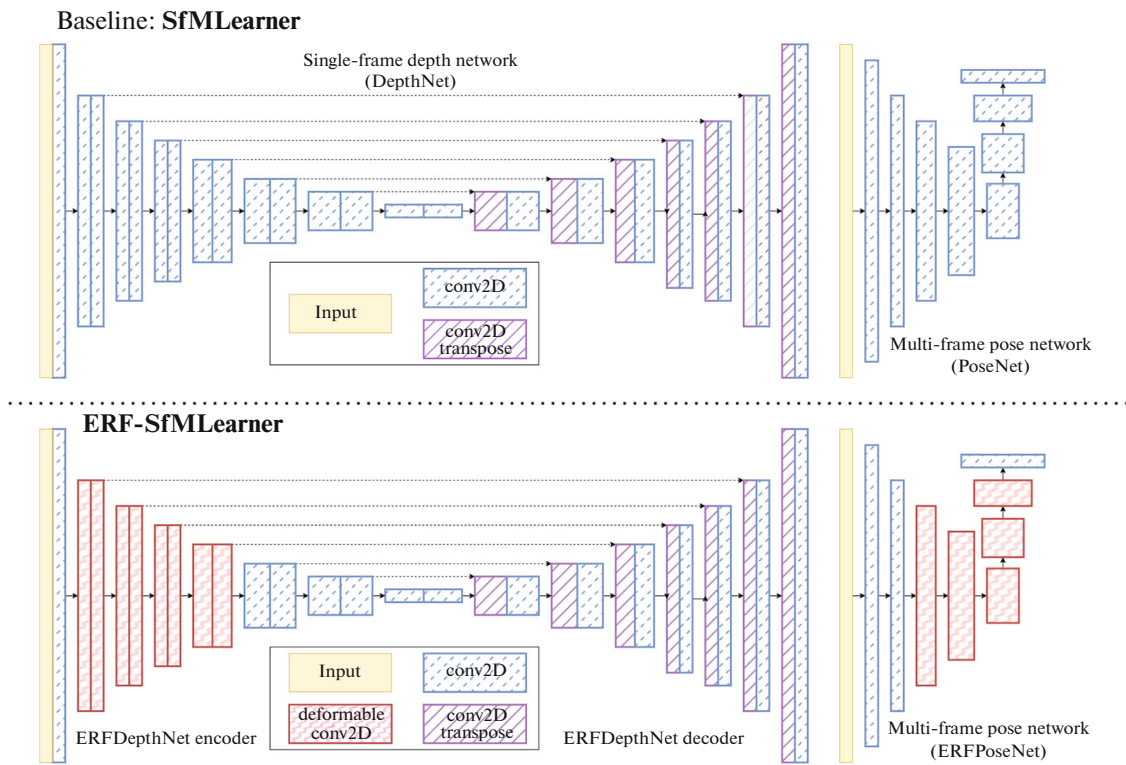 Baseline: SfMLearner
Single-frame depth network
(DepthNet)
Input
conv2D
conv2D
transpose
Multi-frame pose network
(PoseNet)
ERF-SfMLearner
Input
conv2D
deformable
conv2D
conv2D
transpose
ERFDepthNet encoder
ERFDepthNet decoder
Multi-frame pose network
(ERFPoseNet)